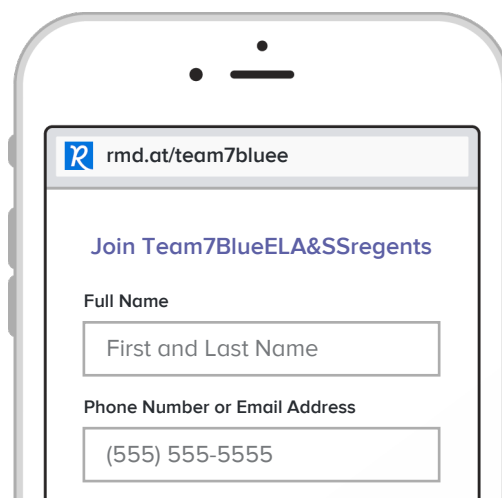 rmd.at/team7bluee
Join Team7BlueELA&SSregents
Full Name
First and Last Name
Phone Number or Email Address
(555) 555-5555